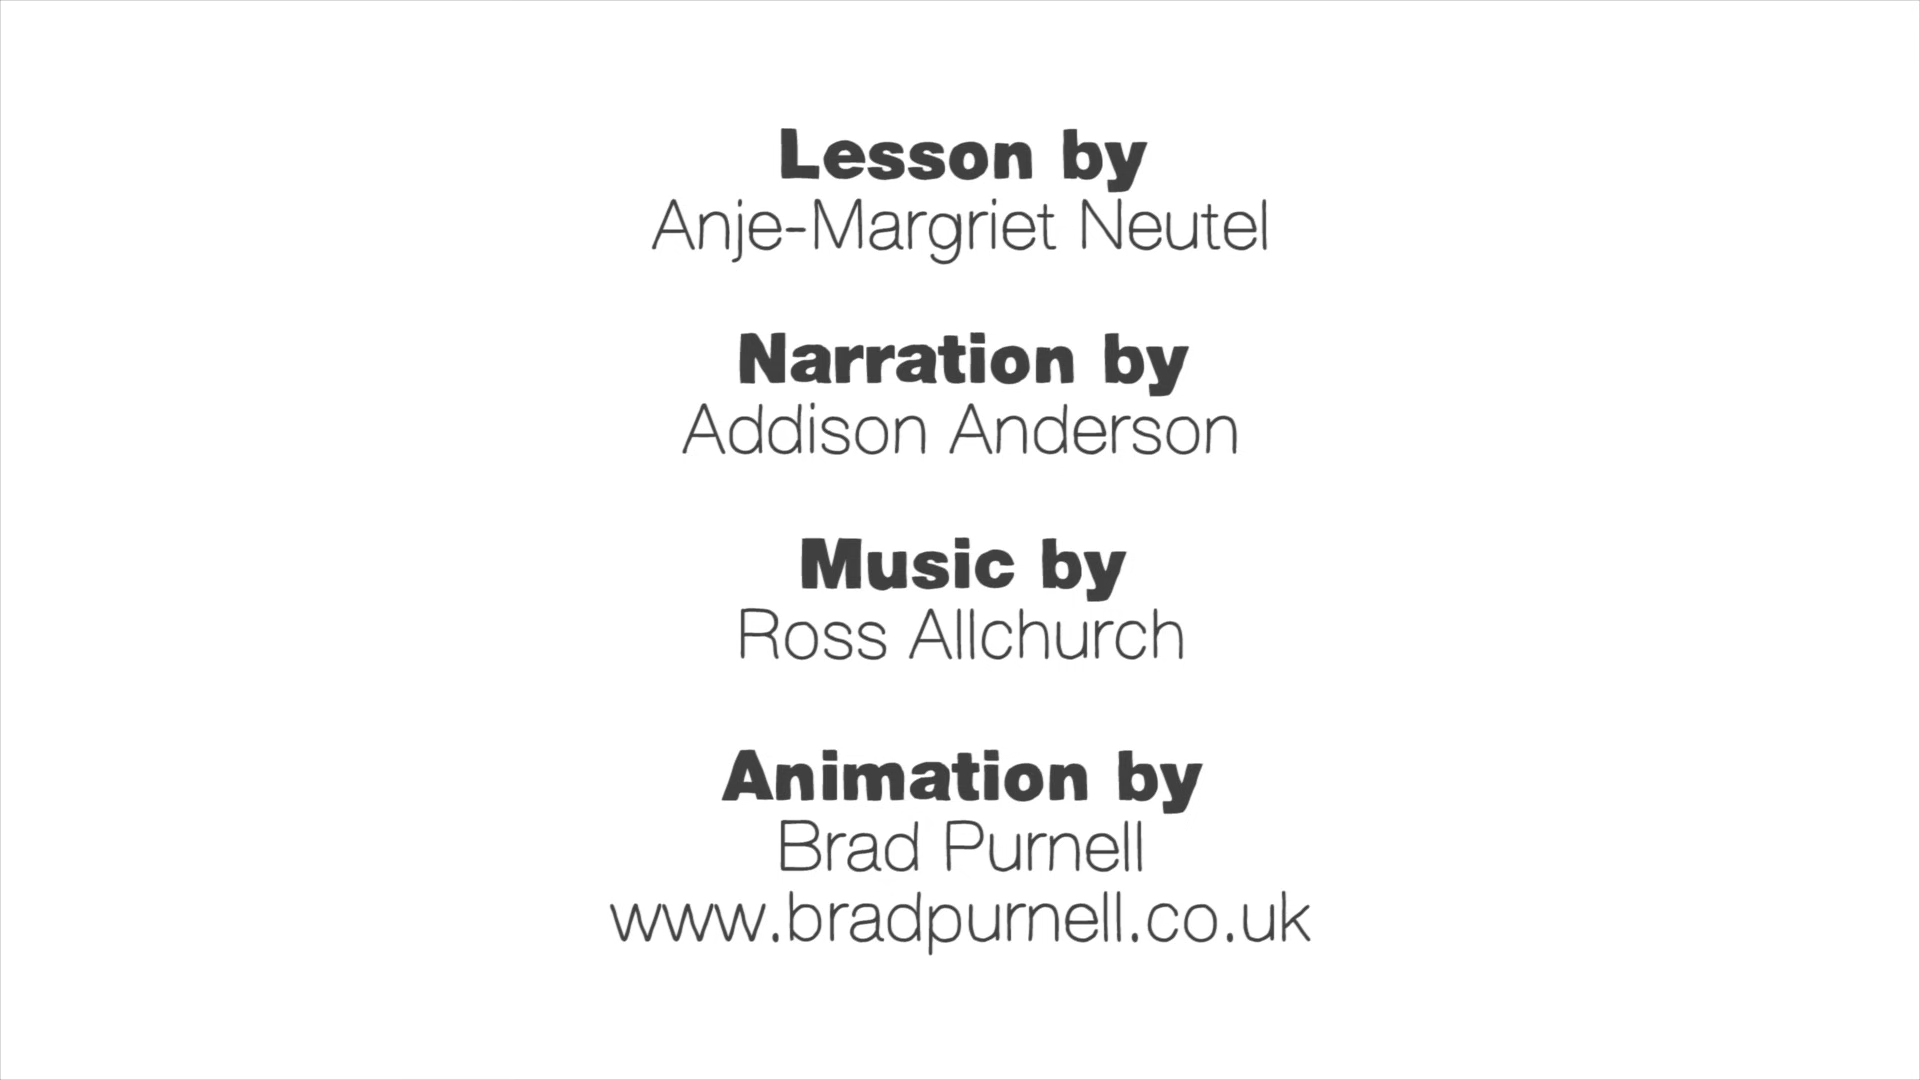 Lesson by
Anje-Margriet Neutel
Narration by
Addison Anderson
Music by
Ross Allchurch
Animation by
Brad Purnell
www.bradpurnell.co.uk